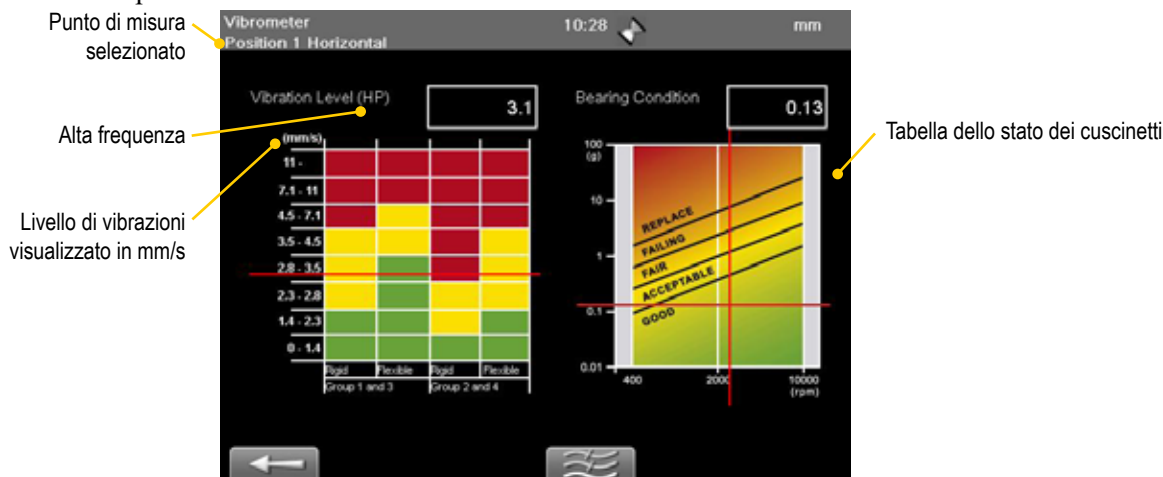 Punto di misura
selezionato
Alta frequenza
Livello di vibrazioni
visualizzato in mm/s
Vibrometer
Position 1 Horizontal
10:28
mm
Vibration Level (HP)
3.1
(mm/s)
11 -
7.1 - 11
4.5 - 7.1
3.5 - 4.5
2.8 - 3.5
2.3 - 2.8
1.4 - 2.3
0 - 1.4
Rigid Flexible Rigid Flexible
Group 1 and 3 Group 2 and 4
Bearing Condition
0.13
100
(g)
10
1
0.1
0.01
REPLACE
FAILING
FAIR
ACCEPTABLE
GOOD
400 2000 10000
(rpm)
Tabella dello stato dei cuscinetti